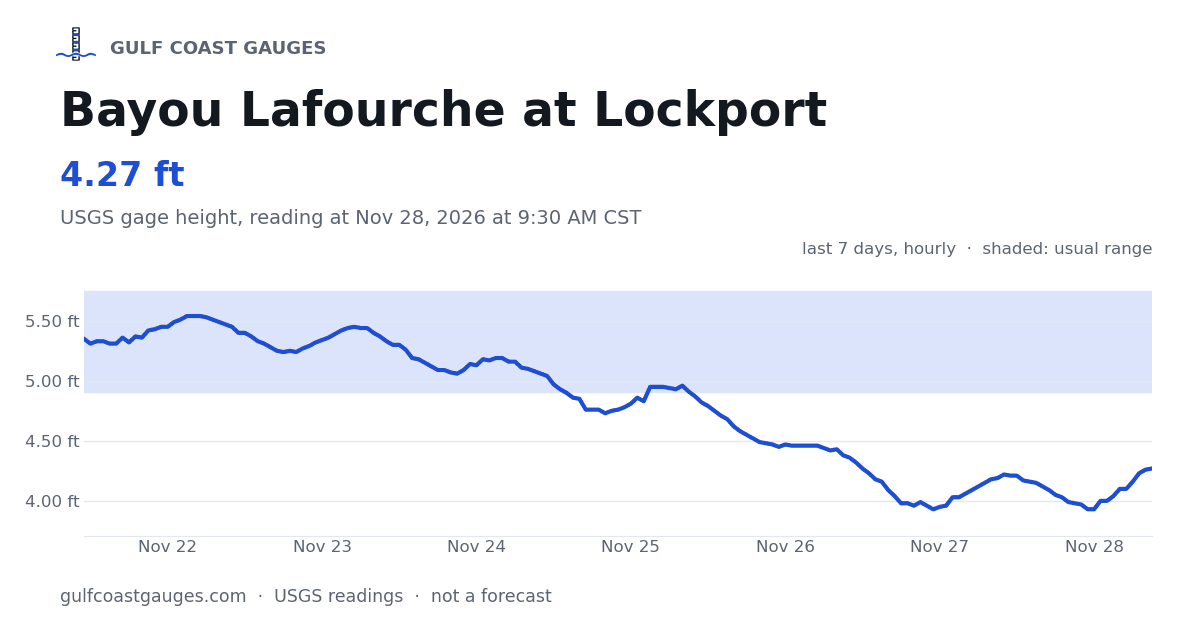 GULF COAST GAUGES
Bayou Lafourche at Lockport
4.27 ft
USGS gage height, reading at Nov 28, 2026 at 9:30 AM CST
last 7 days, hourly · shaded: usual range
5.50 ft
5.00 ft
4.50 ft
4.00 ft
Nov 22 Nov 23 Nov 24 Nov 25 Nov 26 Nov 27 Nov 28
gulfcoastgauges.com · USGS readings · not a forecast